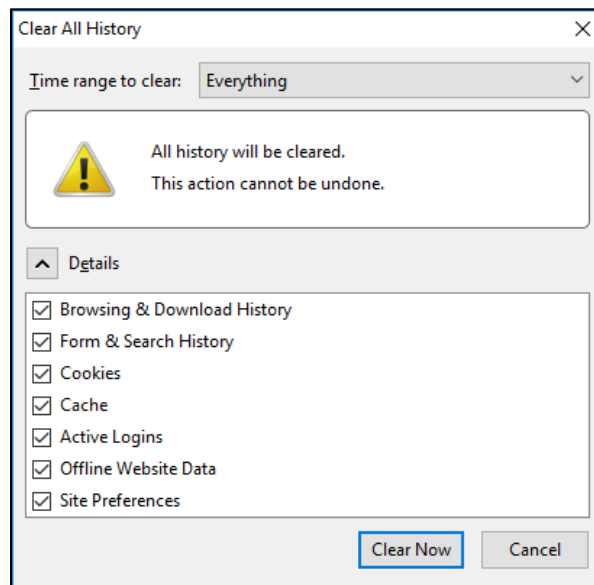 Clear All History
Time range to clear: Everything
All history will be cleared.
This action cannot be undone.
Details
Browsing & Download History
Form & Search History
Cookies
Cache
Active Logins
Offline Website Data
Site Preferences
Clear Now Cancel